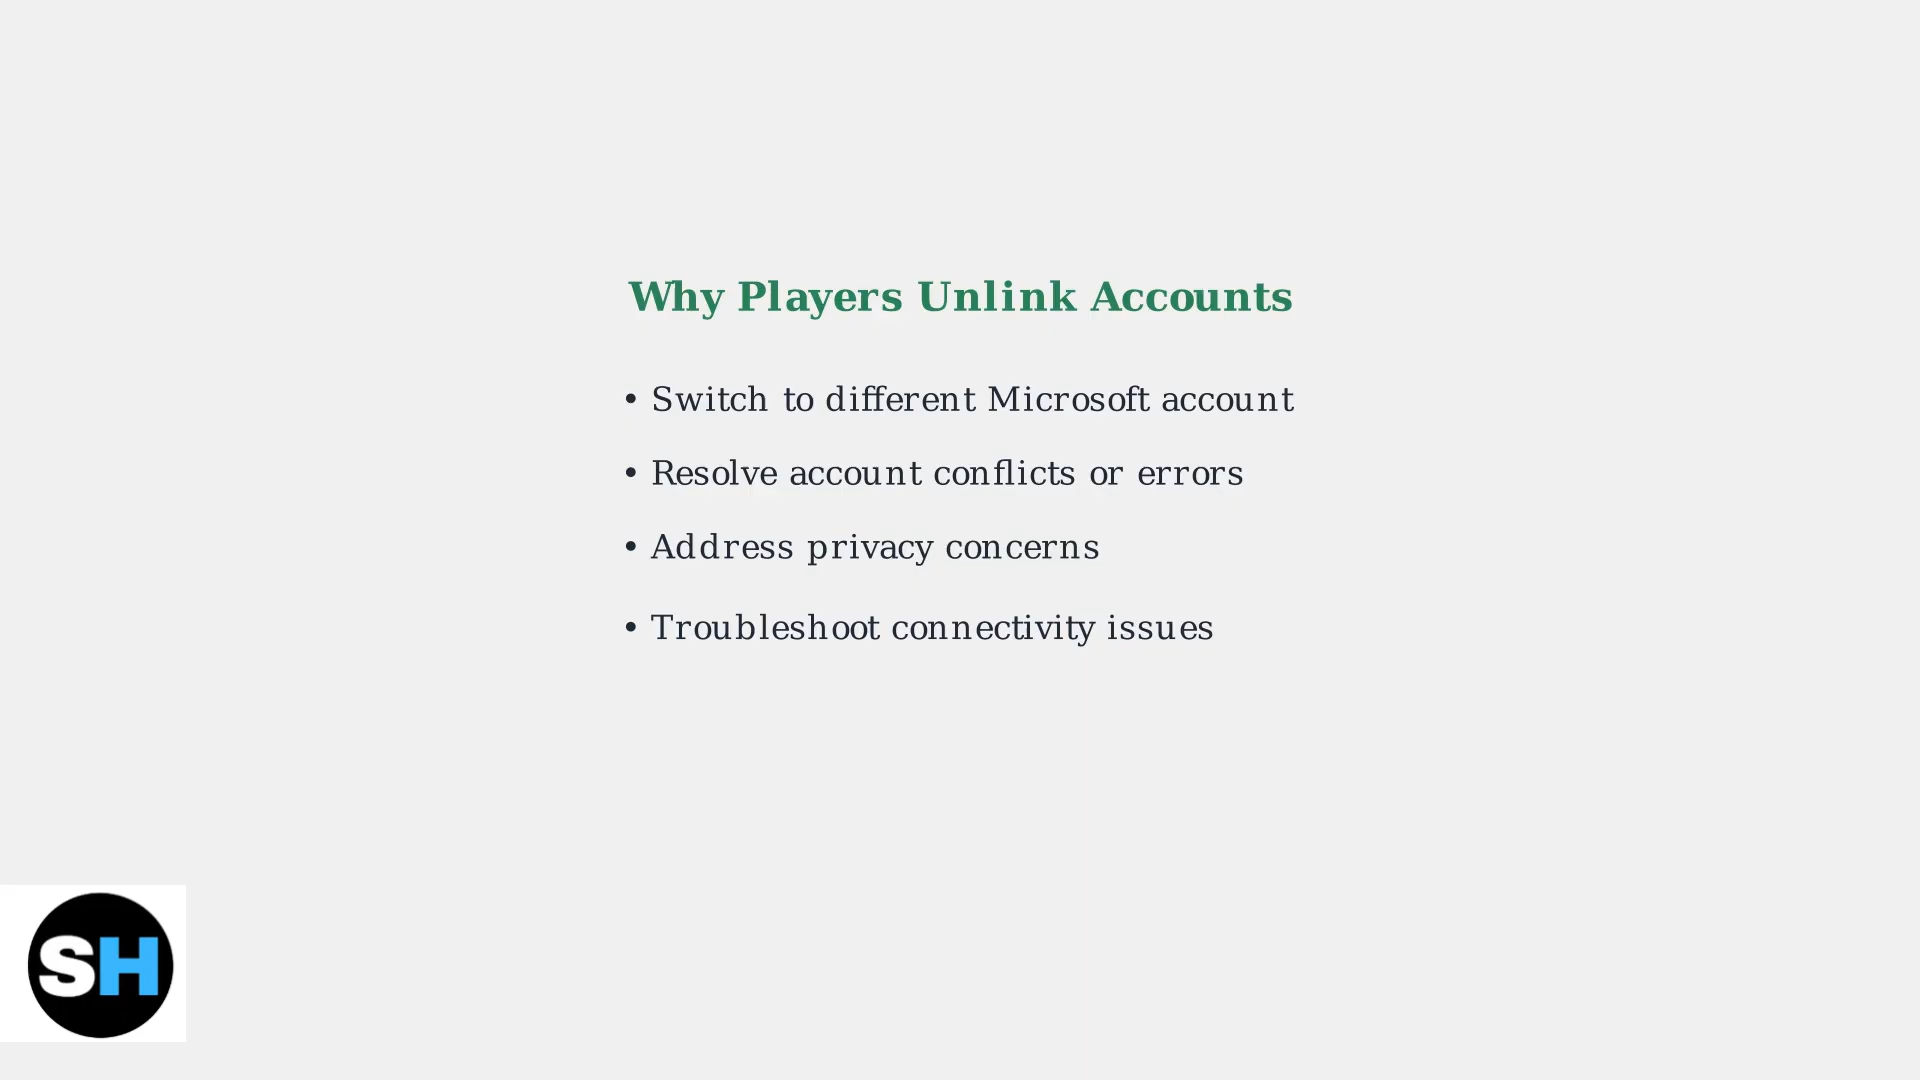 Why Players Unlink Accounts
• Switch to different Microsoft account
• Resolve account conflicts or errors
• Address privacy concerns
• Troubleshoot connectivity issues
SH